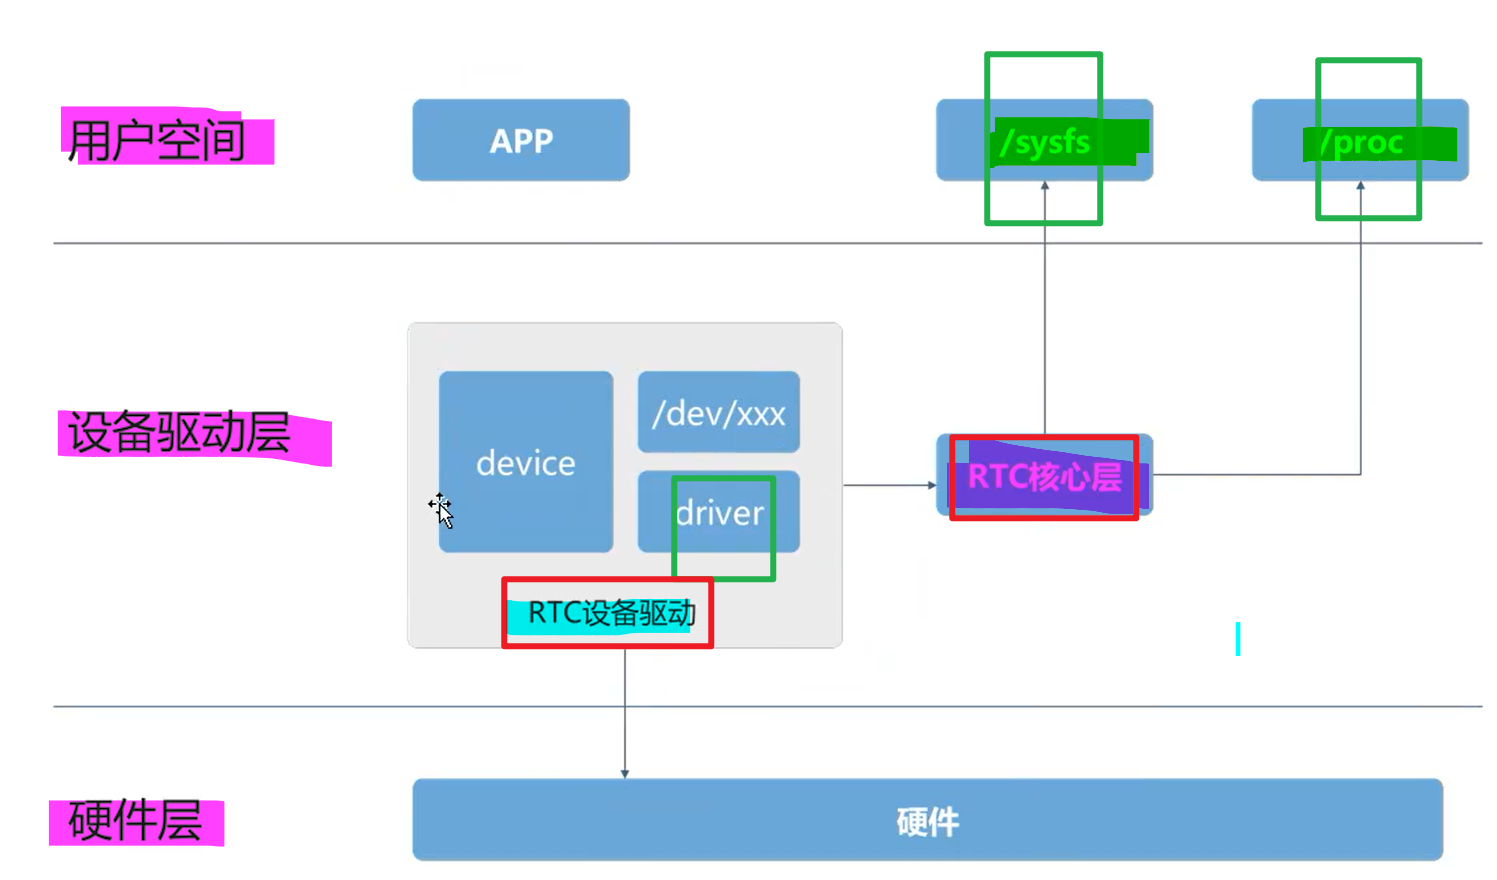 用户空间
APP
/sysfs
/proc
设备驱动层
device
/dev/xxx
driver
RTC核心层
RTC设备驱动
硬件层
硬件